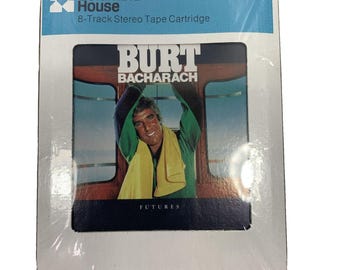 House
8-Track Stereo Tape Cartridge
BURT
BACHARACH
FUTURES